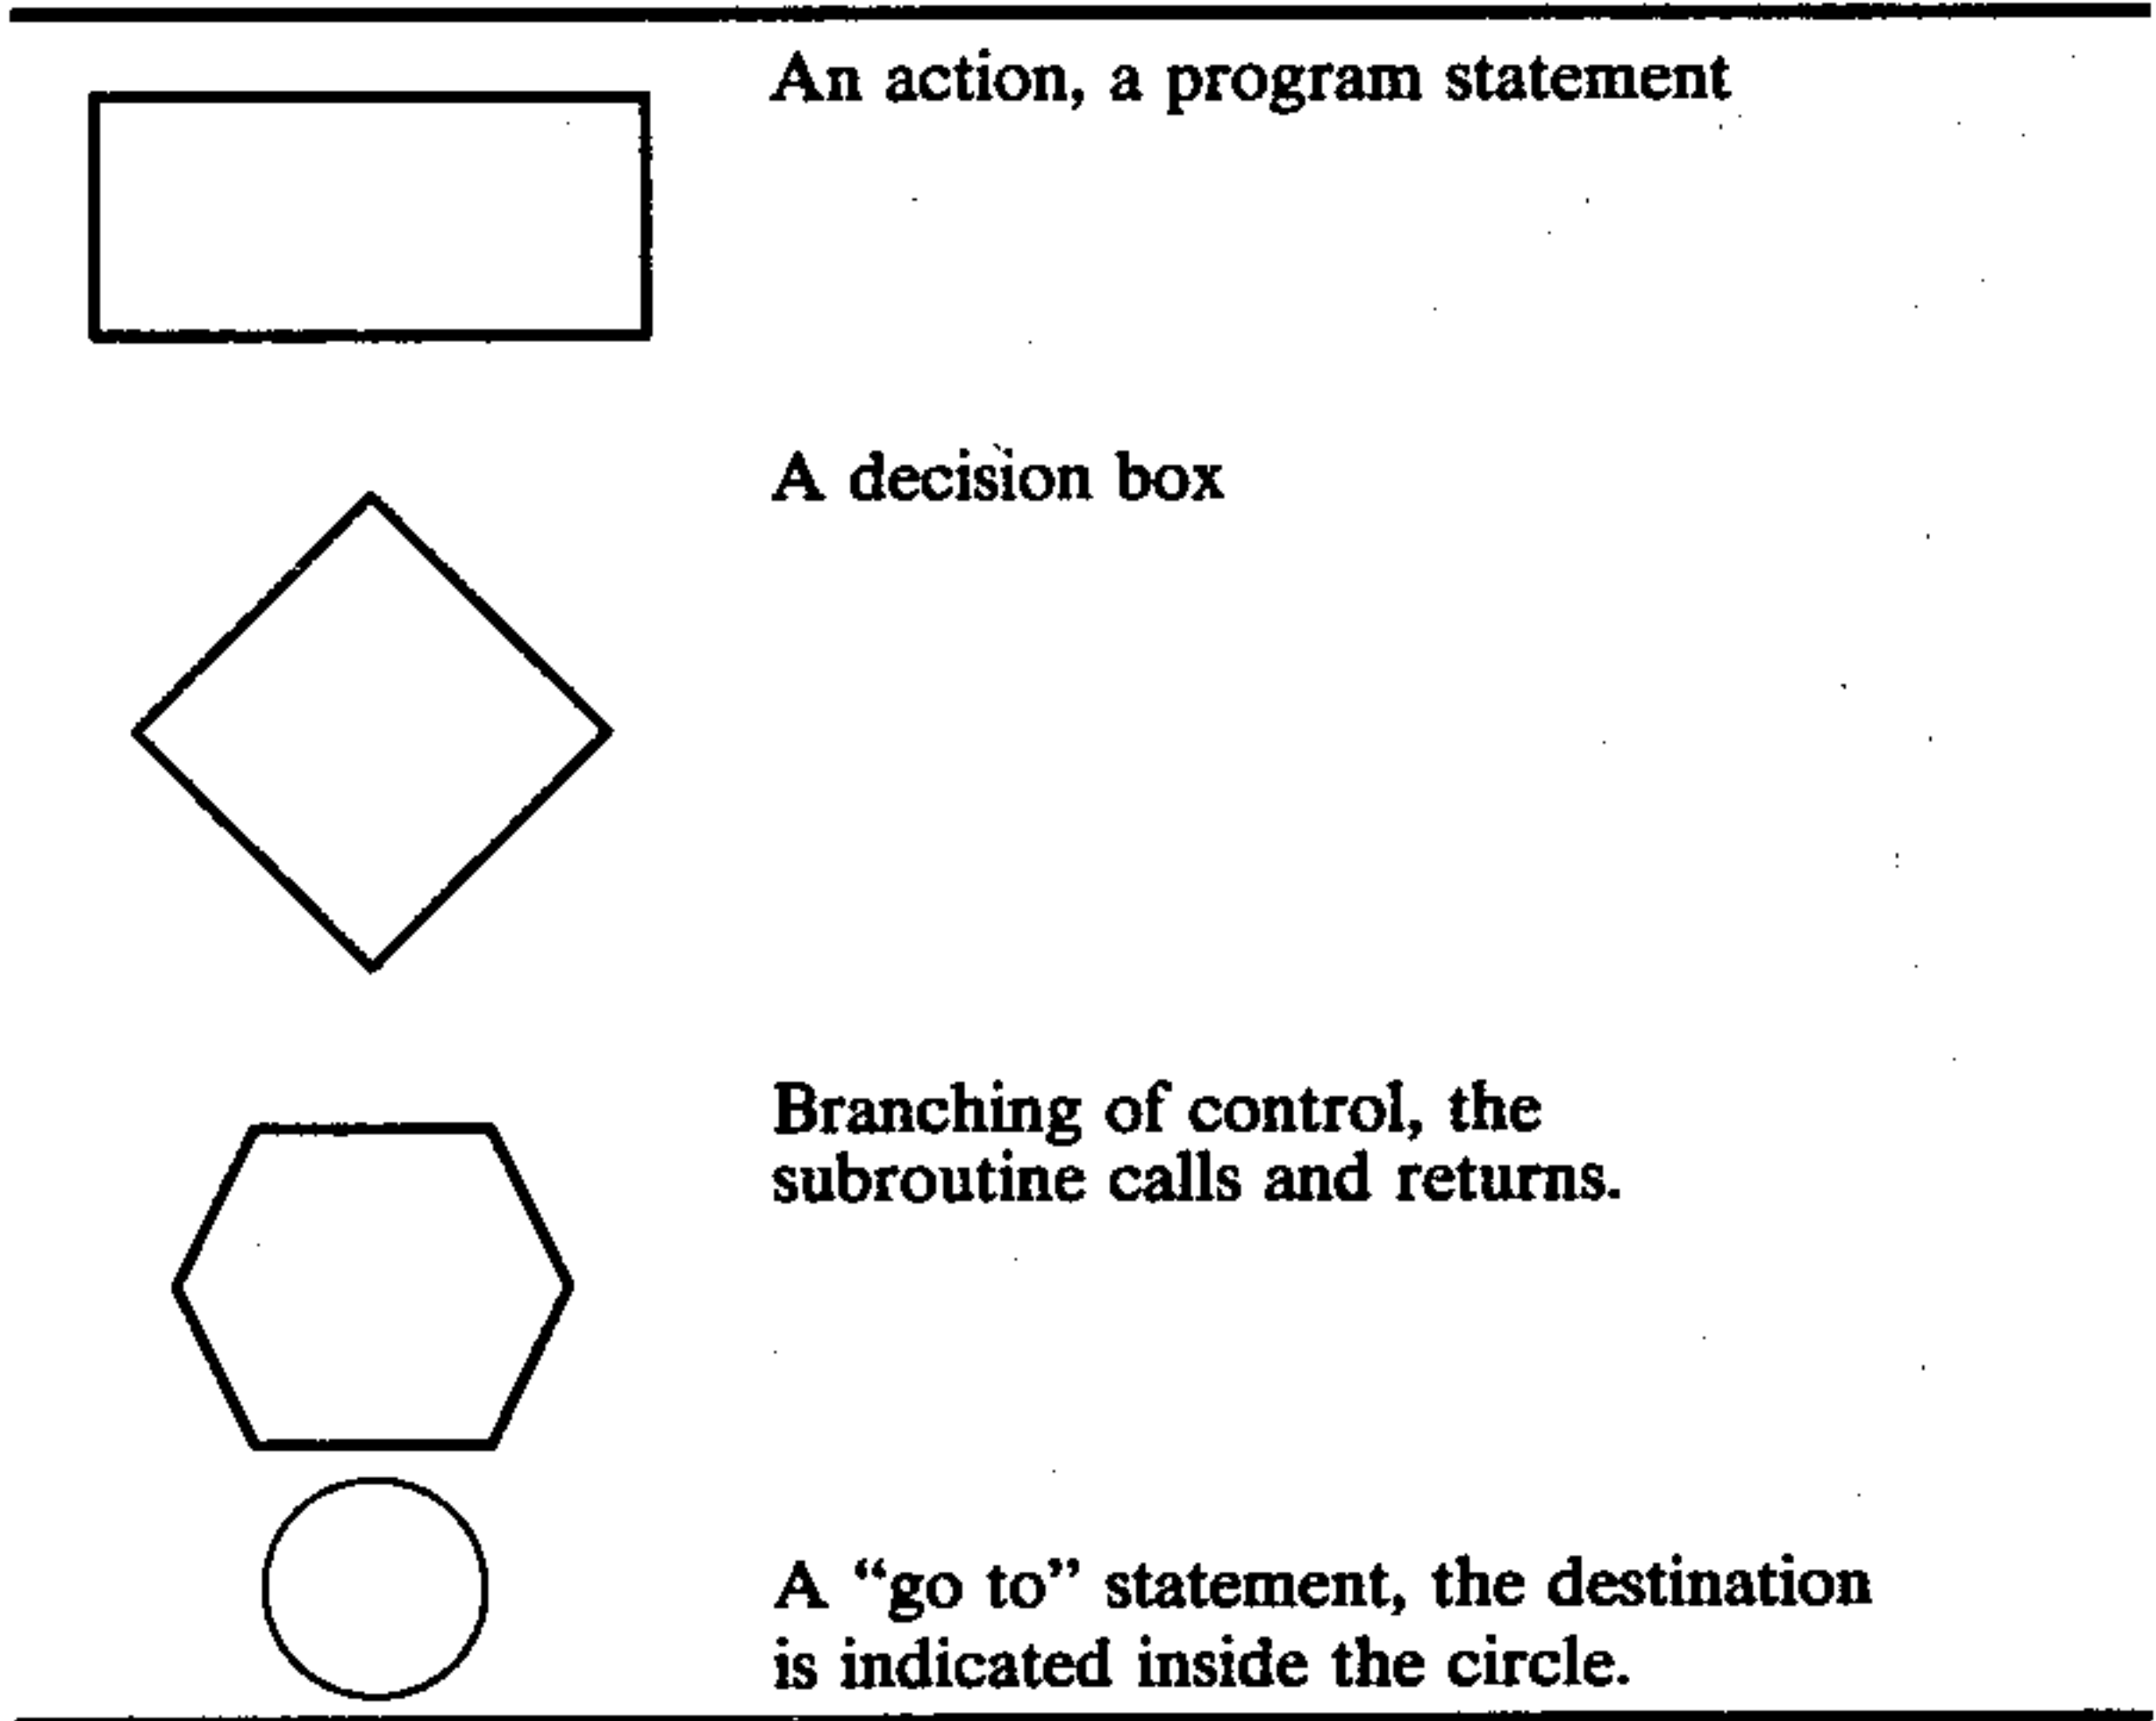 An action, a program statement
A decision box
Branching of control, the
subroutine calls and returns.
A “go to” statement, the destination
is indicated inside the circle.